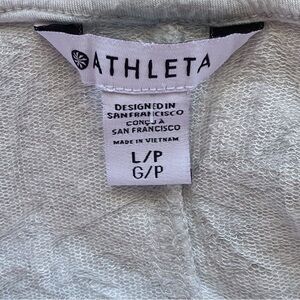 ATHLETA
DESIGNED IN
SAN FRANCISCO
CONÇU À
SAN FRANCISCO
MADE IN VIETNAM
L/P
G/P